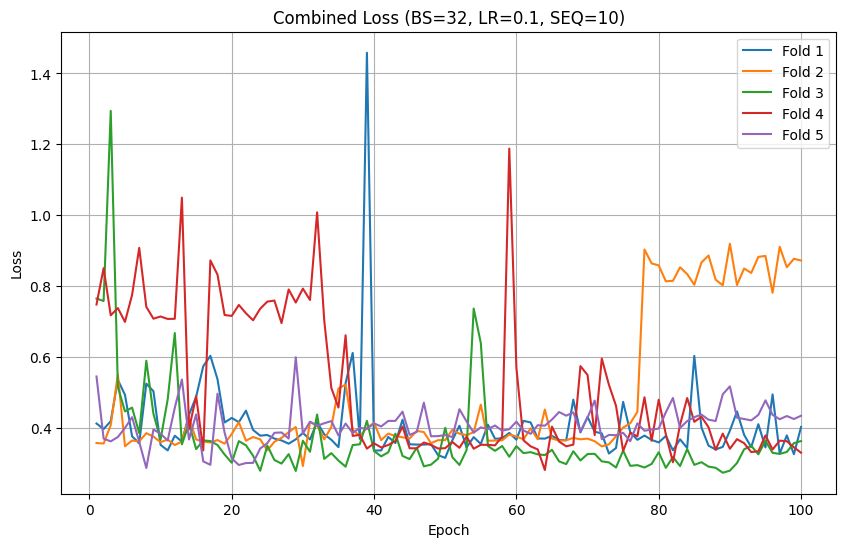 Combined Loss (BS=32, LR=0.1, SEQ=10)
Fold 1
Fold 2
Fold 3
Fold 4
Fold 5
Loss
1.4
1.2
1.0
0.8
0.6
0.4
0
20
40
60
80
100
Epoch